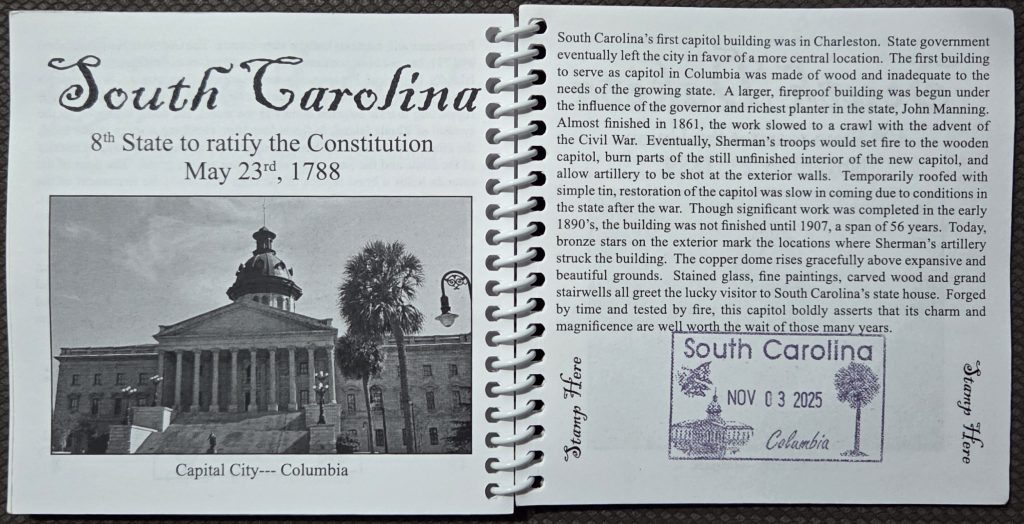 South Carolina
8th State to ratify the Constitution
May 23rd, 1788
Capital City--- Columbia
South Carolina's first capitol building was in Charleston. State government
eventually left the city in favor of a more central location. The first building
to serve as capitol in Columbia was made of wood and inadequate to the
needs of the growing state. A larger, fireproof building was begun under
the influence of the governor and richest planter in the state, John Manning.
Almost finished in 1861, the work slowed to a crawl with the advent of
the Civil War. Eventually, Sherman's troops would set fire to the wooden
capitol, burn parts of the still unfinished interior of the new capitol, and
allow artillery to be shot at the exterior walls. Temporarily roofed with
simple tin, restoration of the capitol was slow in coming due to conditions in
the state after the war. Though significant work was completed in the early
1890's, the building was not finished until 1907, a span of 56 years. Today,
bronze stars on the exterior mark the locations where Sherman's artillery
struck the building. The copper dome rises gracefully above expansive and
beautiful grounds. Stained glass, fine paintings, carved wood and grand
stairwells all greet the lucky visitor to South Carolina's state house. Forged
by time and tested by fire, this capitol boldly asserts that its charm and
magnificence are well worth the wait of those many years.
Stamp Here
South Carolina
NOV 03 2025
Columbia
Stamp Here